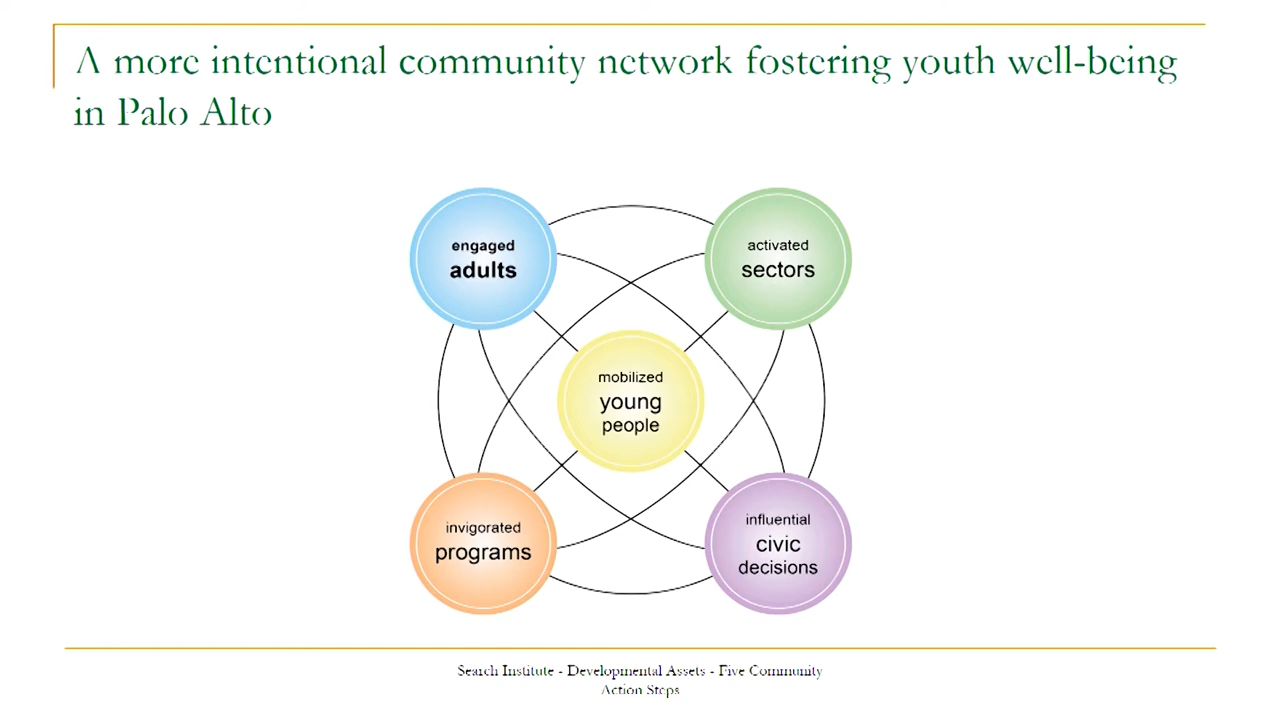 A more intentional community network fostering youth well-being
in Palo Alto
engaged
adults
activated
sectors
mobilized
young
people
invigorated
programs
influential
civic
decisions
Search Institute - Developmental Assets - Five Community
Action Steps